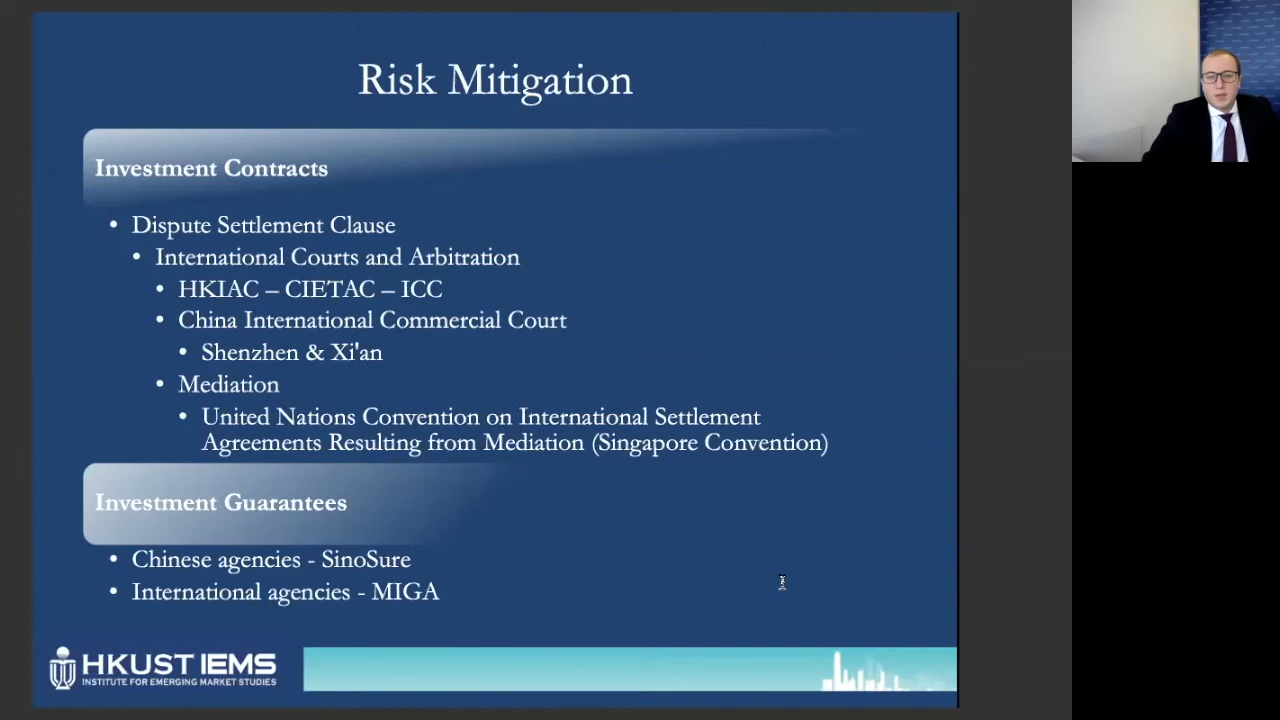 Risk Mitigation
Investment Contracts
• Dispute Settlement Clause
• International Courts and Arbitration
• HKIAC – CIETAC – ICC
• China International Commercial Court
• Shenzhen & Xi'an
• Mediation
• United Nations Convention on International Settlement
Agreements Resulting from Mediation (Singapore Convention)
Investment Guarantees
• Chinese agencies - SinoSure
• International agencies - MIGA
HKUST IEMS
INSTITUTE FOR EMERGING MARKET STUDIES